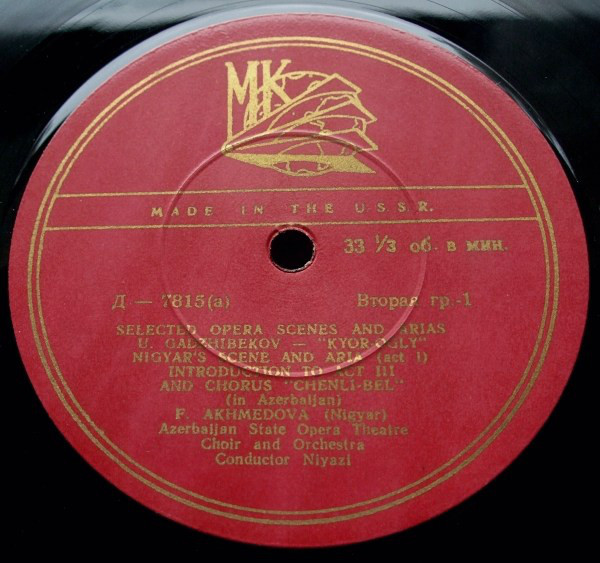 MK
MADE IN THE U.S.S.R.
33 ⅓ об. в мин.
Д — 7815(а) Вторая гр.-1
SELECTED OPERA SCENES AND ARIAS
U. GADZHIBEKOV — "KYOR-OGLY"
NIGYAR'S SCENE AND ARIA (act I)
INTRODUCTION TO ACT III
AND CHORUS "CHENLI-BEL"
(in Azerbaijan)
F. AKHMEDOVA (Nigyar)
Azerbaijan State Opera Theatre
Choir and Orchestra
Conductor Niyazi